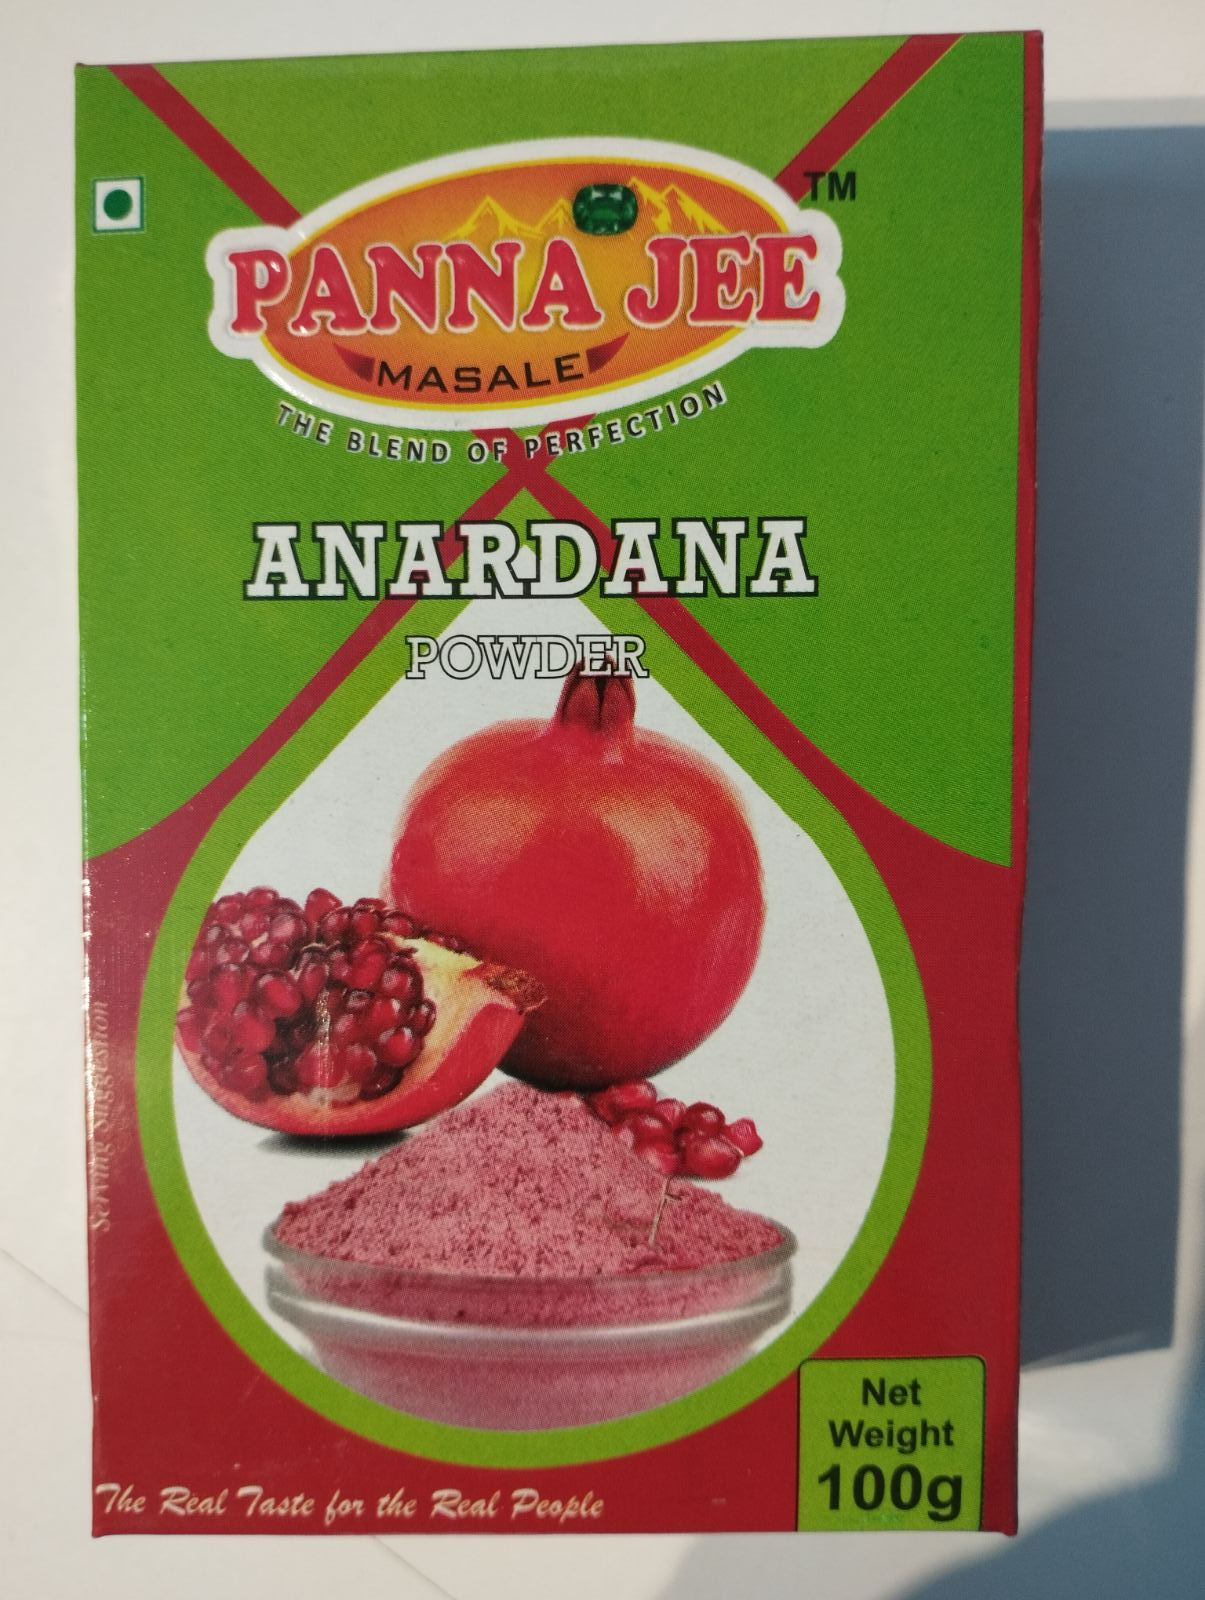 PANNA JEE
TM
MASALE
THE BLEND OF PERFECTION
ANARDANA
POWDER
Serving Suggestion
Net
Weight
100g
The Real Taste for the Real People